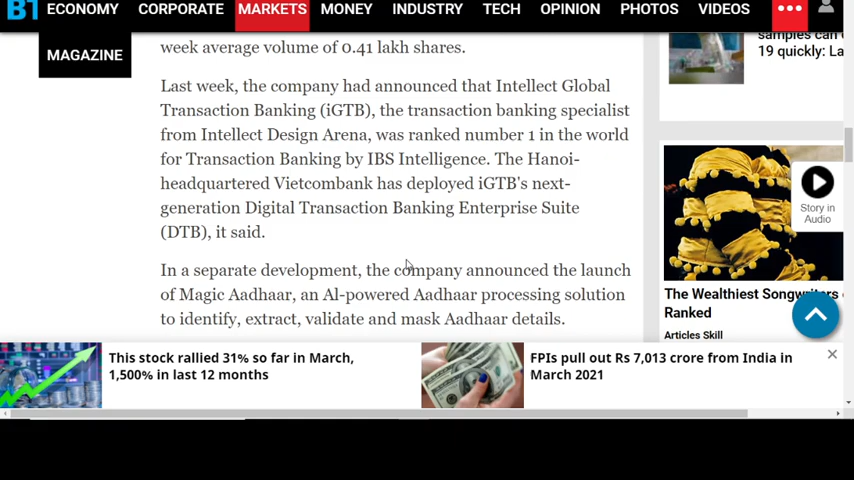 BT
ECONOMY CORPORATE MARKETS MONEY INDUSTRY TECH OPINION PHOTOS VIDEOS
MAGAZINE
week average volume of 0.41 lakh shares.
Last week, the company had announced that Intellect Global
Transaction Banking (iGTB), the transaction banking specialist
from Intellect Design Arena, was ranked number 1 in the world
for Transaction Banking by IBS Intelligence. The Hanoi-
headquartered Vietcombank has deployed iGTB's next-
generation Digital Transaction Banking Enterprise Suite
(DTB), it said.
In a separate development, the company announced the launch
of Magic Aadhaar, an AI-powered Aadhaar processing solution
to identify, extract, validate and mask Aadhaar details.
samples can
19 quickly: La
Story in
Audio
The Wealthiest Songwriters
Ranked
Articles Skill
This stock rallied 31% so far in March,
1,500% in last 12 months
FPIs pull out Rs 7,013 crore from India in
March 2021